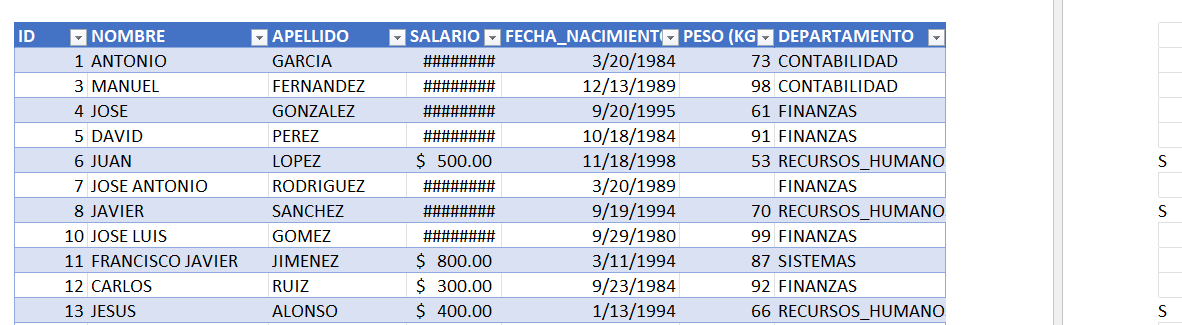 ID NOMBRE APELLIDO SALARIO FECHA_NACIMIENTO PESO (KG DEPARTAMENTO
1 ANTONIO GARCIA ######## 3/20/1984 73 CONTABILIDAD
3 MANUEL FERNANDEZ ######## 12/13/1989 98 CONTABILIDAD
4 JOSE GONZALEZ ######## 9/20/1995 61 FINANZAS
5 DAVID PEREZ ######## 10/18/1984 91 FINANZAS
6 JUAN LOPEZ $ 500.00 11/18/1998 53 RECURSOS_HUMANO S
7 JOSE ANTONIO RODRIGUEZ ######## 3/20/1989 FINANZAS
8 JAVIER SANCHEZ ######## 9/19/1994 70 RECURSOS_HUMANO S
10 JOSE LUIS GOMEZ ######## 9/29/1980 99 FINANZAS
11 FRANCISCO JAVIER JIMENEZ $ 800.00 3/11/1994 87 SISTEMAS
12 CARLOS RUIZ $ 300.00 9/23/1984 92 FINANZAS
13 JESUS ALONSO $ 400.00 1/13/1994 66 RECURSOS_HUMANO S